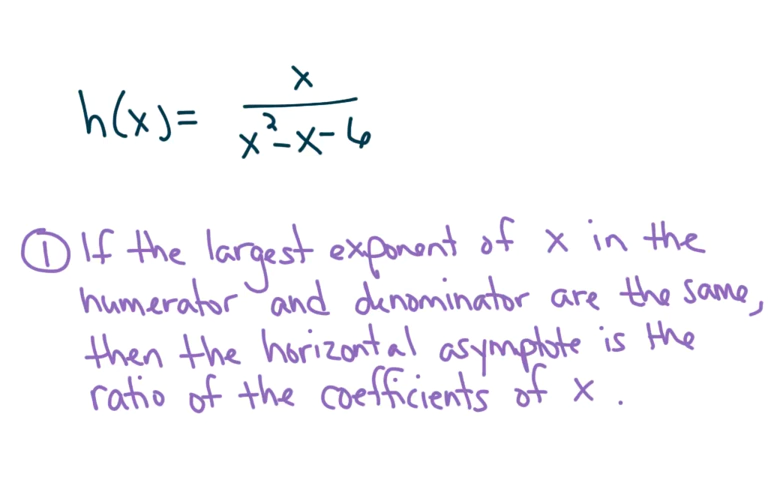 h(x) = x / (x² - x - 6)
① If the largest exponent of x in the
numerator and denominator are the same,
then the horizontal asymptote is the
ratio of the coefficients of x .